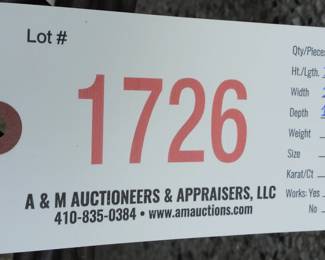 Lot #
1726
A & M AUCTIONEERS & APPRAISERS, LLC
410-835-0384 • www.amauctions.com
Qty/Pieces
Ht./Lgth.
Width
Depth
Weight
Size
Karat/Ct
Works: Yes
No